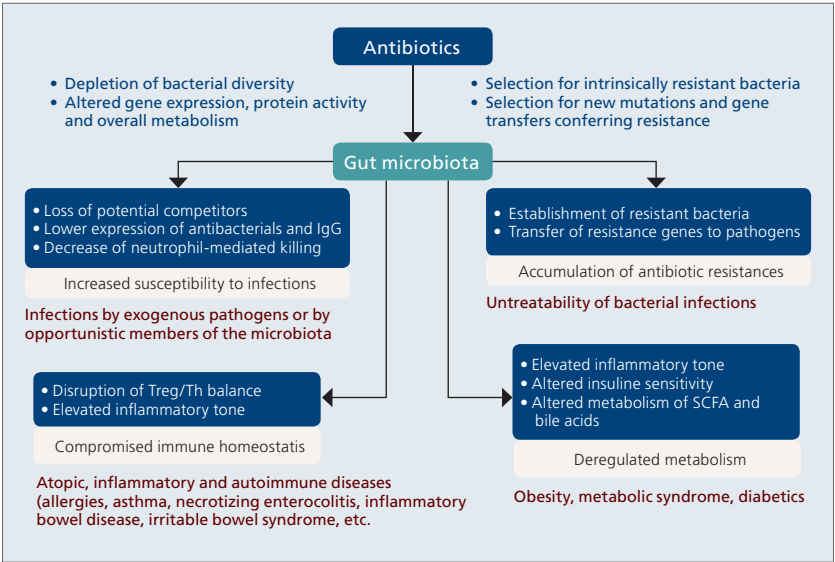 Antibiotics
• Depletion of bacterial diversity
• Altered gene expression, protein activity
and overall metabolism
• Selection for intrinsically resistant bacteria
• Selection for new mutations and gene
transfers conferring resistance
Gut microbiota
• Loss of potential competitors
• Lower expression of antibacterials and IgG
• Decrease of neutrophil-mediated killing
Increased susceptibility to infections
Infections by exogenous pathogens or by
opportunistic members of the microbiota
• Establishment of resistant bacteria
• Transfer of resistance genes to pathogens
Accumulation of antibiotic resistances
Untreatability of bacterial infections
• Disruption of Treg/Th balance
• Elevated inflammatory tone
Compromised immune homeostatis
Atopic, inflammatory and autoimmune diseases
(allergies, asthma, necrotizing enterocolitis, inflammatory
bowel disease, irritable bowel syndrome, etc.
• Elevated inflammatory tone
• Altered insuline sensitivity
• Altered metabolism of SCFA and
bile acids
Deregulated metabolism
Obesity, metabolic syndrome, diabetics